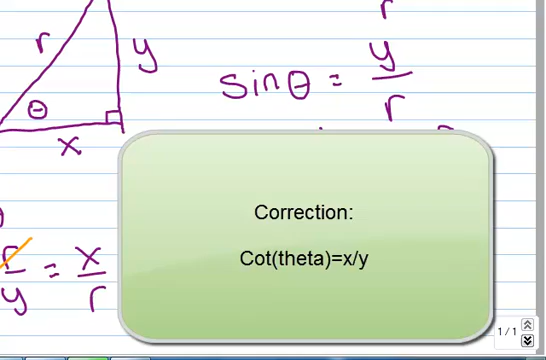 r
r y
sinθ = y/r
θ
x
Correction:
Cot(theta)=x/y
r/y = x/r
1 / 1